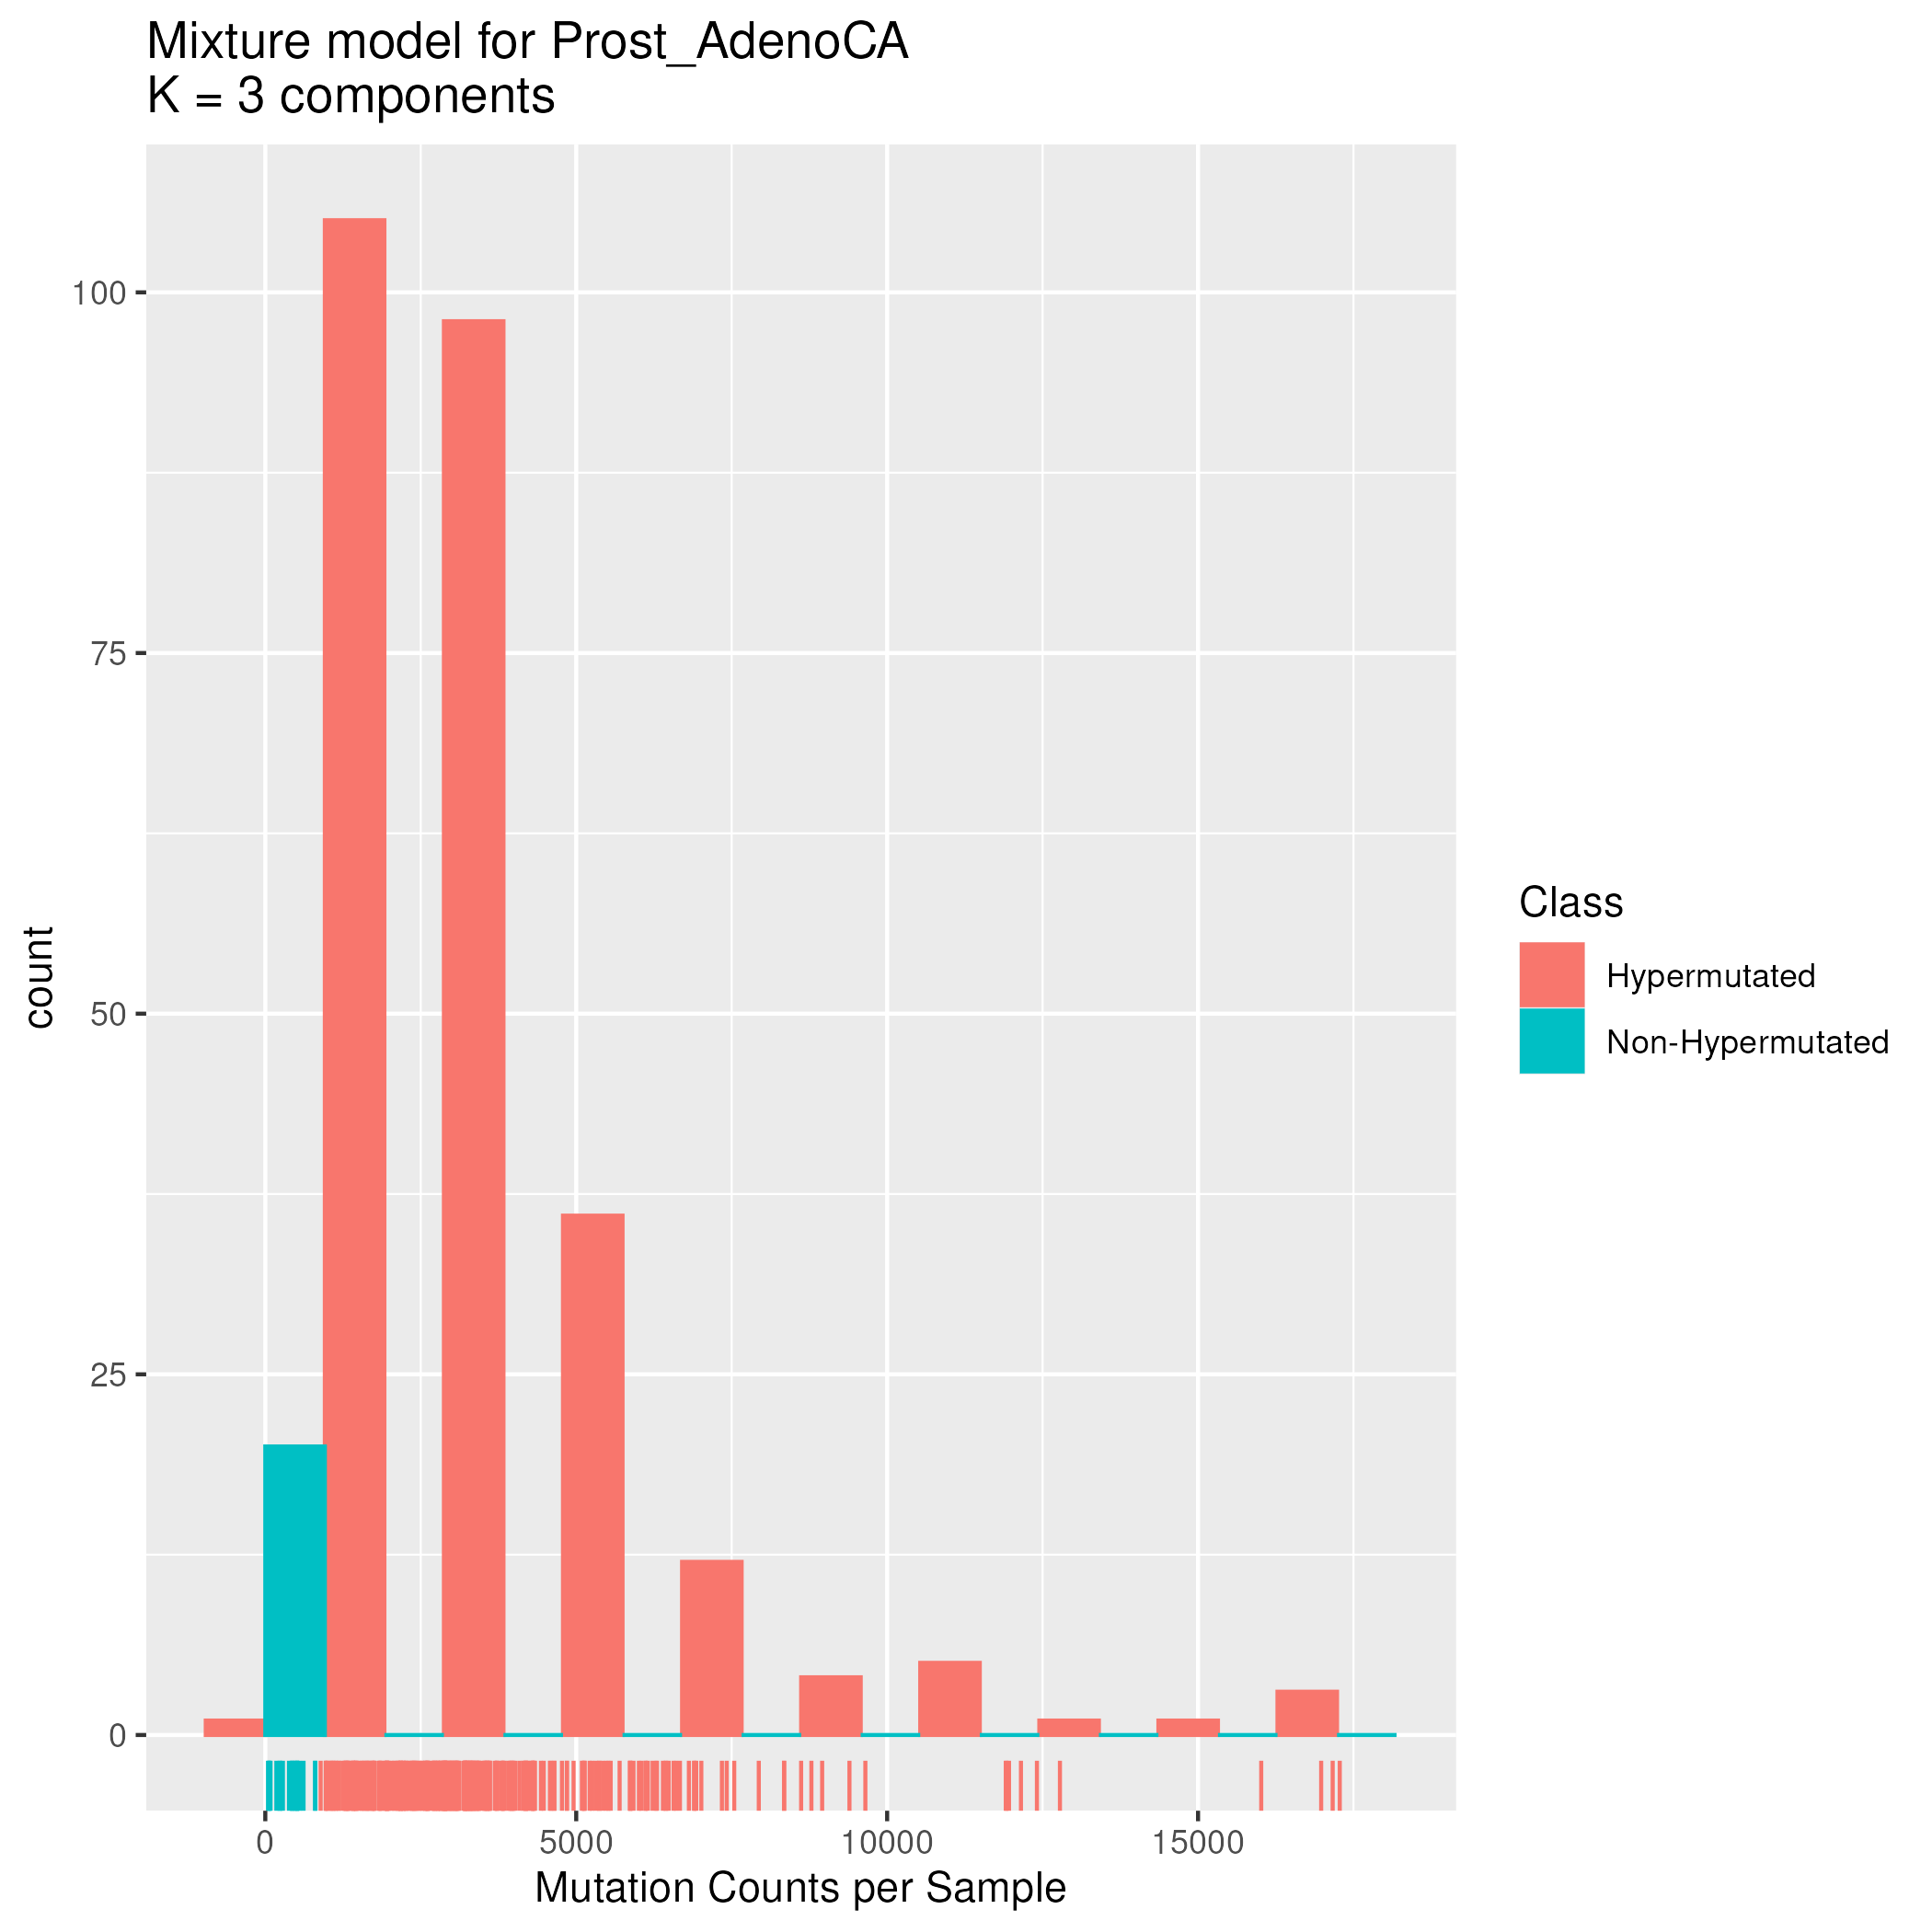 Mixture model for Prost_AdenoCA
K = 3 components
100
75
50
25
0
count
0 5000 10000 15000
Mutation Counts per Sample
Class
Hypermutated
Non-Hypermutated